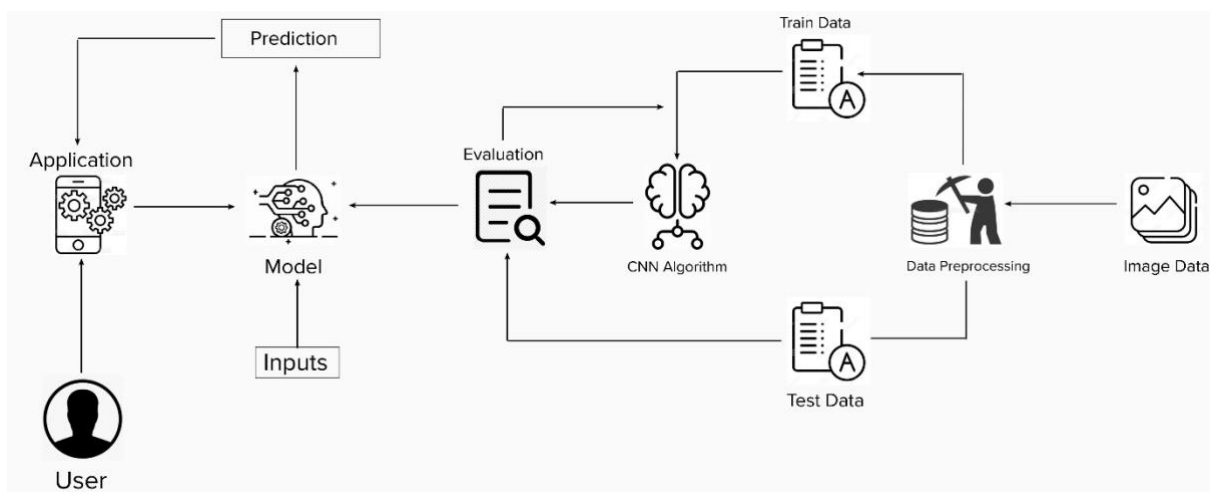 Train Data
Prediction
A
Evaluation
Application
CNN Algorithm
Data Preprocessing
Image Data
Model
Inputs
A
Test Data
User